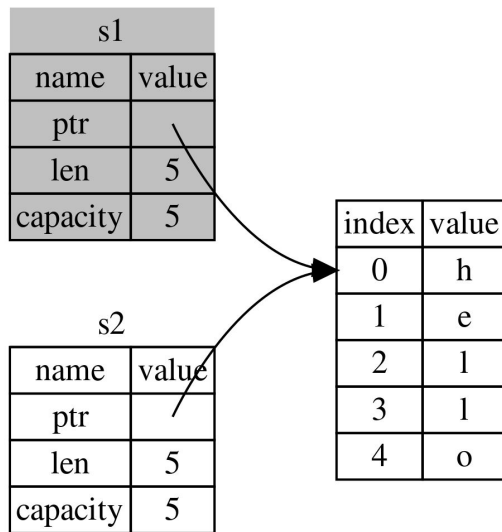 s1
name value
ptr
len 5
capacity 5
s2
name value
ptr
len 5
capacity 5
index value
0 h
1 e
2 l
3 l
4 o